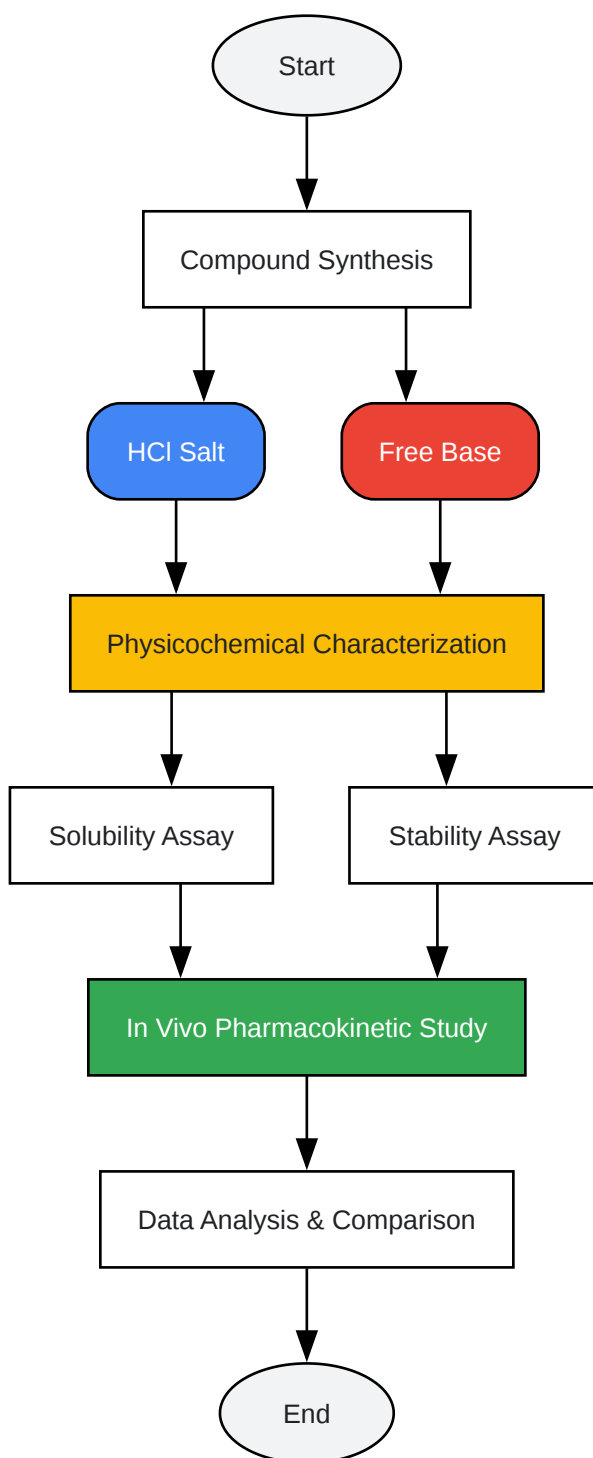 Start
Compound Synthesis
HCl Salt
Free Base
Physicochemical Characterization
Solubility Assay
Stability Assay
In Vivo Pharmacokinetic Study
Data Analysis & Comparison
End